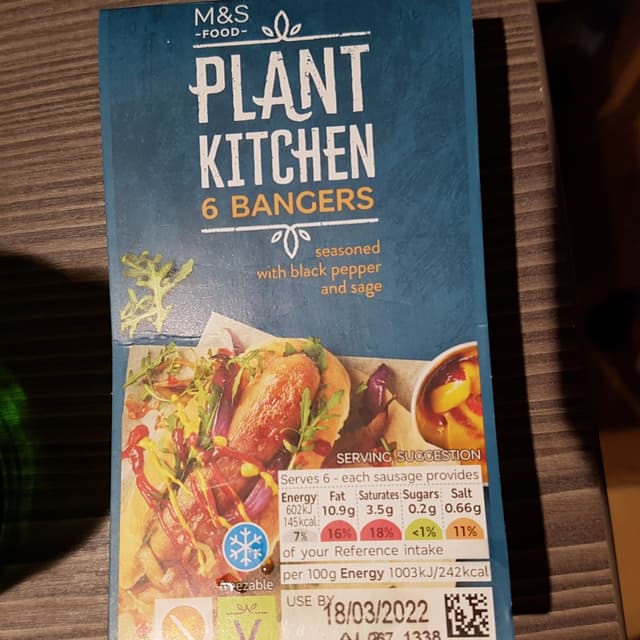 M&S
-FOOD-
PLANT
KITCHEN
6 BANGERS
seasoned
with black pepper
and sage
SERVING SUGGESTION
Serves 6 - each sausage provides
Energy Fat Saturates Sugars Salt
602kJ 10.9g 3.5g 0.2g 0.66g
145kcal
7% 16% 18% <1% 11%
of your Reference intake
freezable
per 100g Energy 1003kJ/242kcal
USE BY
18/03/2022
1338
V